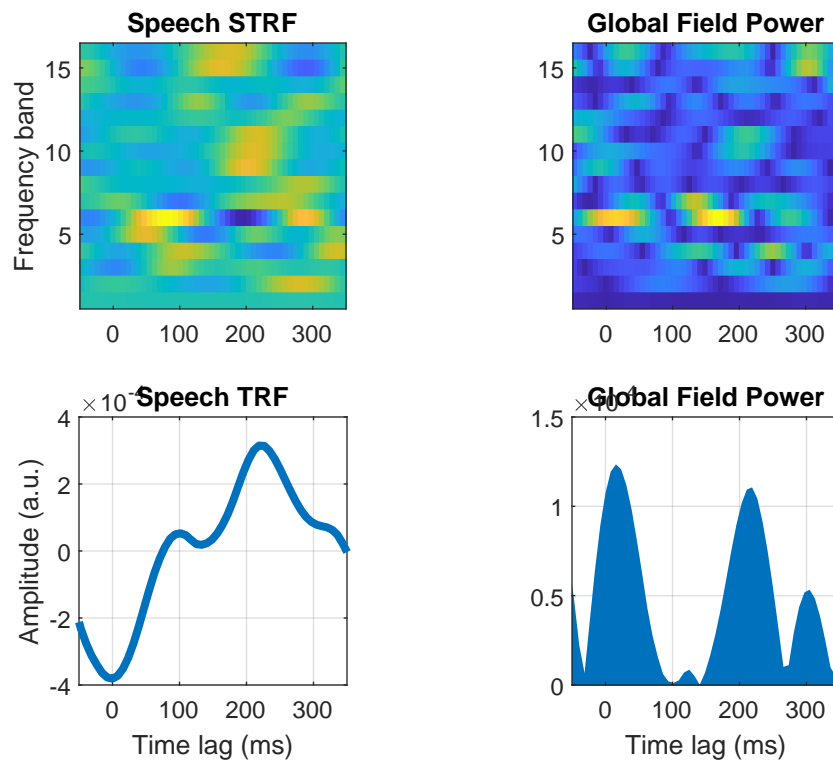 Speech STRF
Global Field Power
Frequency band
15
10
5
0 100 200 300
15
10
5
0 100 200 300
Speech TRF
Global Field Power
× 10-4
Amplitude (a.u.)
4
2
0
-2
-4
0 100 200 300
Time lag (ms)
1.5
1
0.5
0
0 100 200 300
Time lag (ms)